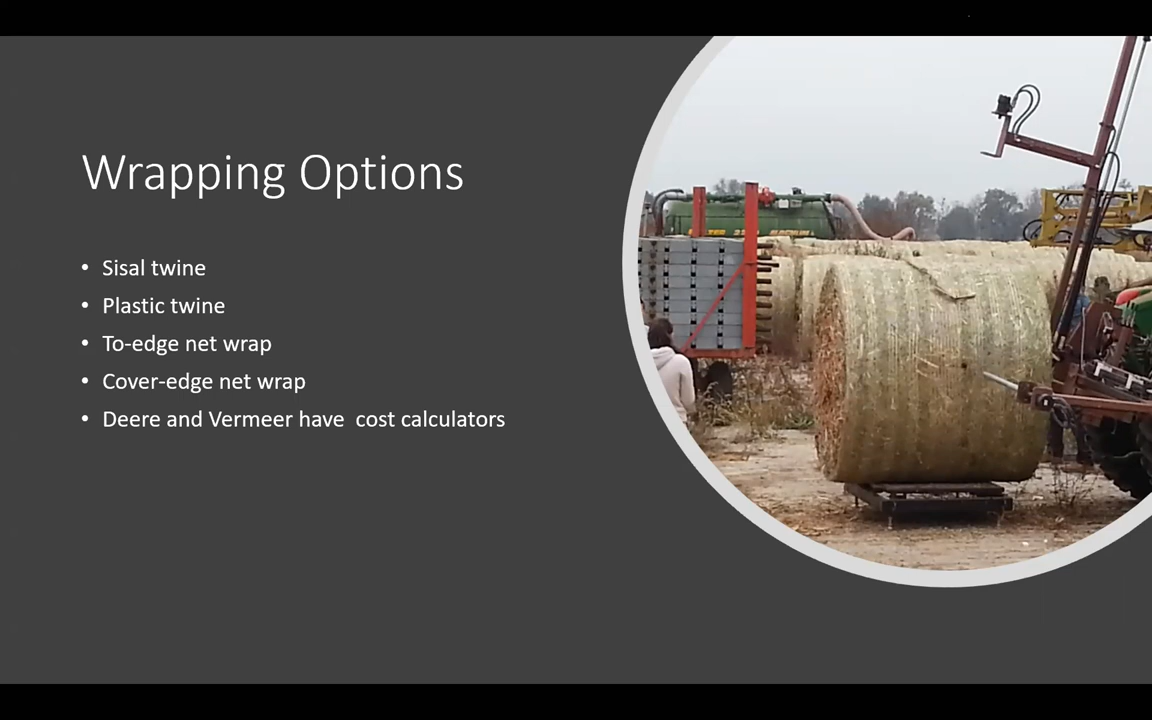 Wrapping Options
• Sisal twine
• Plastic twine
• To-edge net wrap
• Cover-edge net wrap
• Deere and Vermeer have  cost calculators